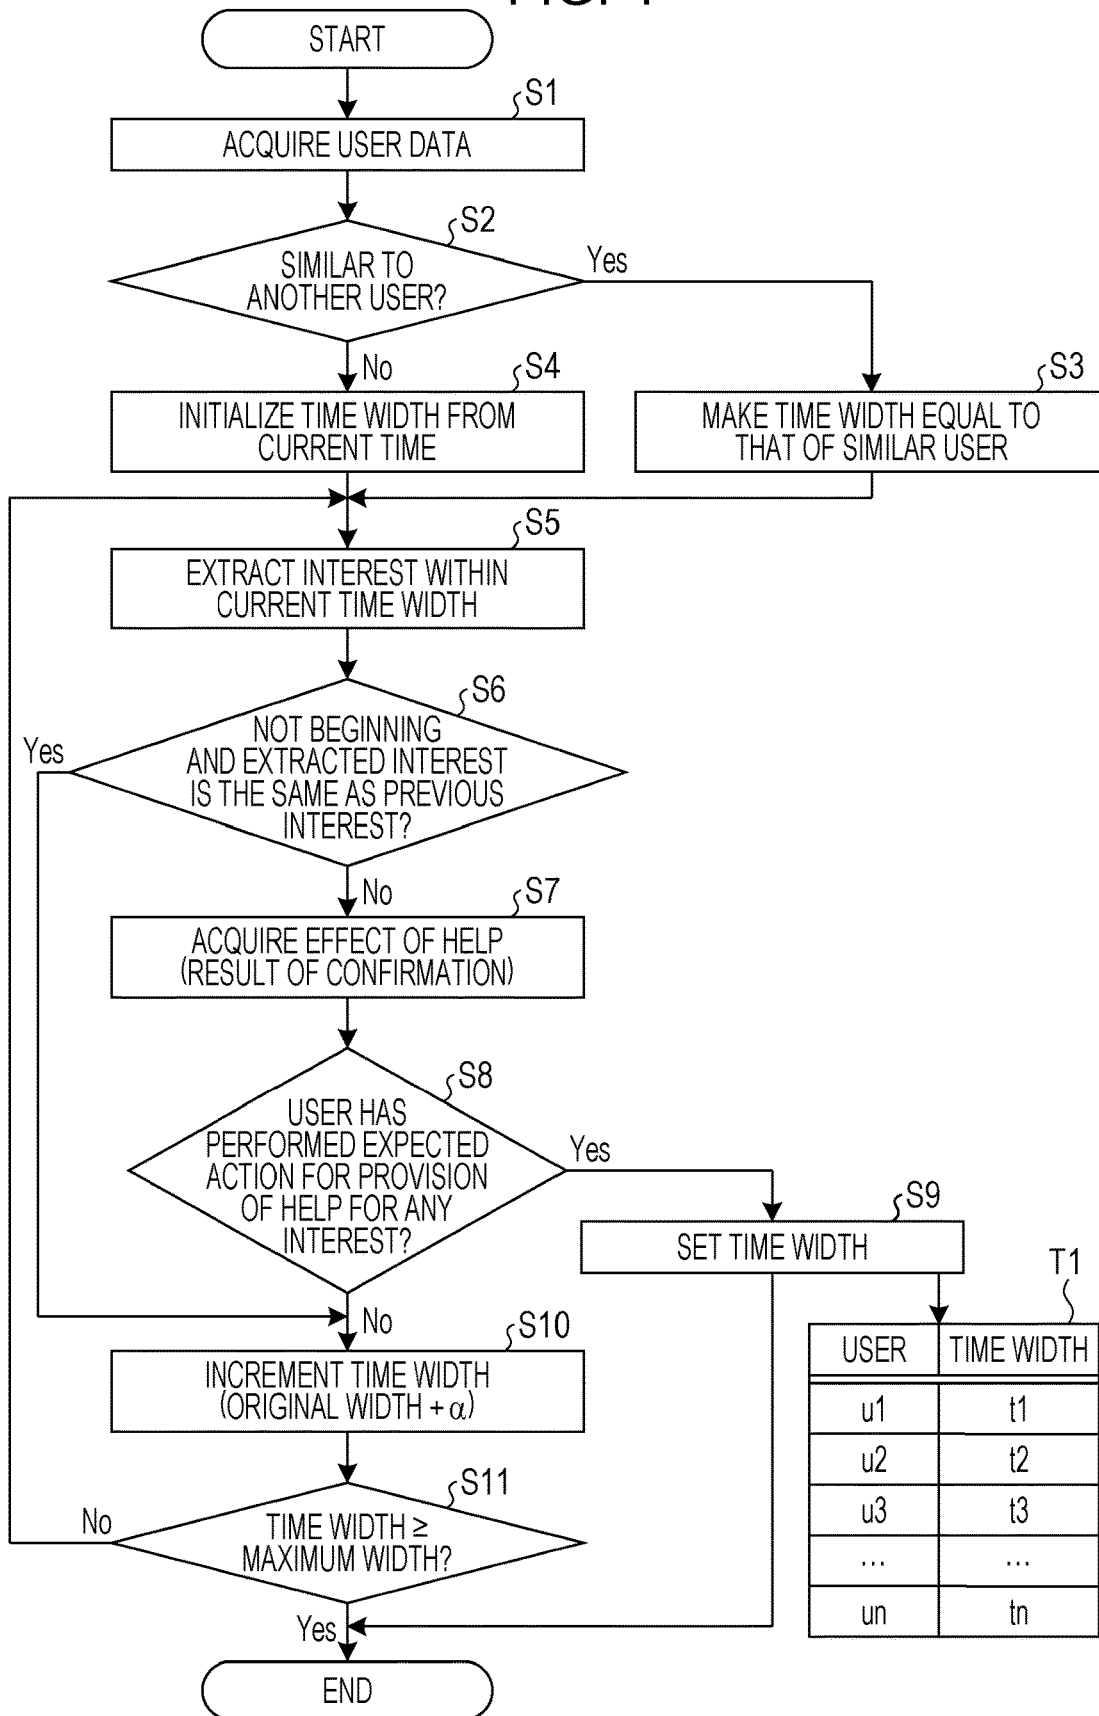 START
S1
ACQUIRE USER DATA
S2
SIMILAR TO
ANOTHER USER?
Yes
No
S4
INITIALIZE TIME WIDTH FROM
CURRENT TIME
S3
MAKE TIME WIDTH EQUAL TO
THAT OF SIMILAR USER
S5
EXTRACT INTEREST WITHIN
CURRENT TIME WIDTH
S6
NOT BEGINNING
AND EXTRACTED INTEREST
IS THE SAME AS PREVIOUS
INTEREST?
Yes
No
S7
ACQUIRE EFFECT OF HELP
(RESULT OF CONFIRMATION)
S8
USER HAS
PERFORMED EXPECTED
ACTION FOR PROVISION
OF HELP FOR ANY
INTEREST?
Yes
S9
SET TIME WIDTH
No
S10
INCREMENT TIME WIDTH
(ORIGINAL WIDTH + α)
S11
TIME WIDTH ≥
MAXIMUM WIDTH?
No
Yes
END
T1
USER TIME WIDTH
u1 t1
u2 t2
u3 t3
... ...
un tn